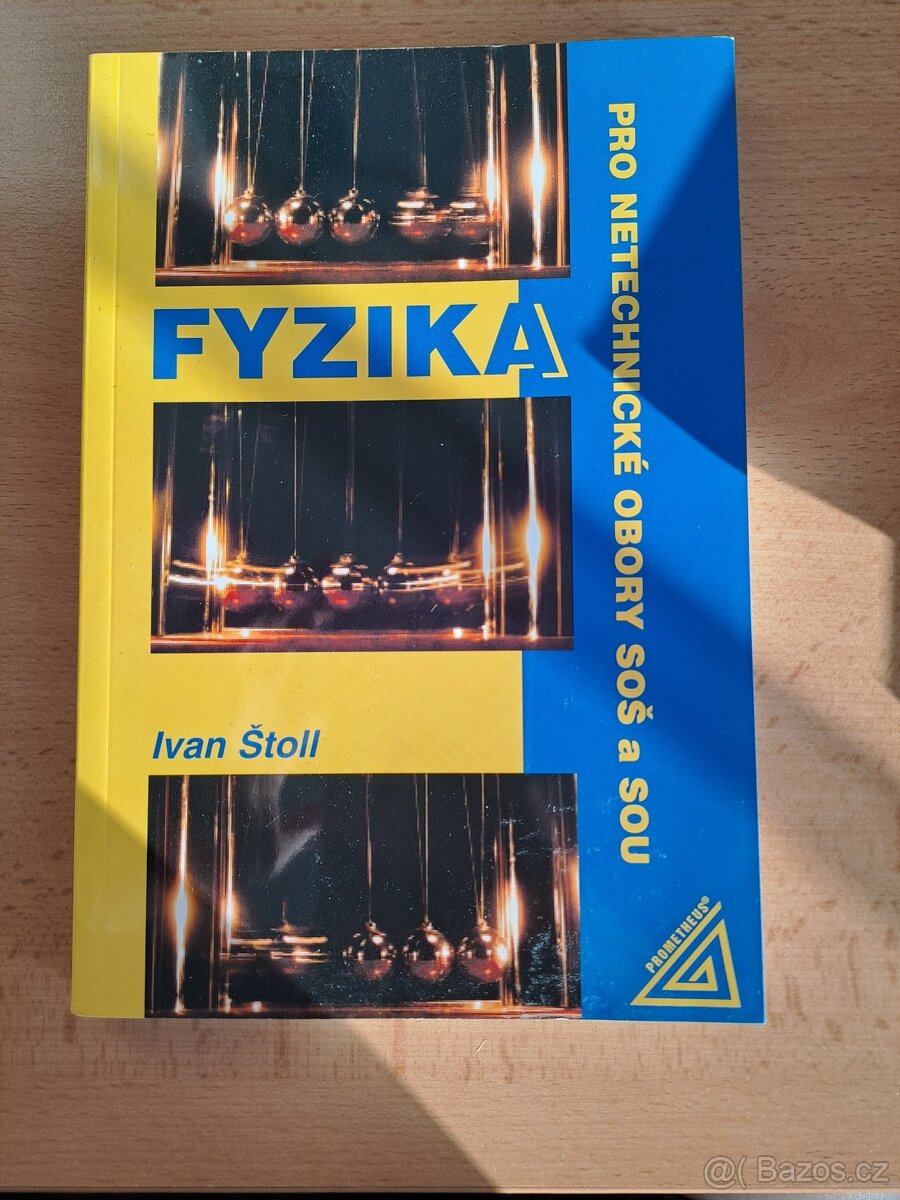 FYZIKA
PRO NETECHNICKÉ OBORY SOŠ a SOU
Ivan Štoll
PROMETHEUS®
@( Bazos.cz